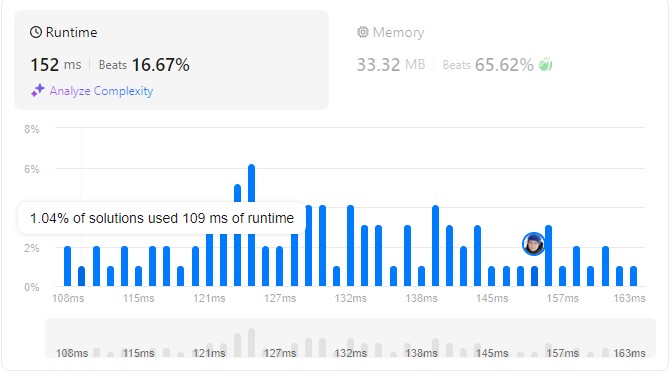 Runtime
Memory
152 ms | Beats 16.67%
33.32 MB | Beats 65.62%
Analyze Complexity
8%
6%
1.04% of solutions used 109 ms of runtime
2%
0%
108ms 115ms 121ms 127ms 132ms 138ms 145ms 157ms 163ms
108ms 115ms 121ms 127ms 132ms 138ms 145ms 157ms 163ms